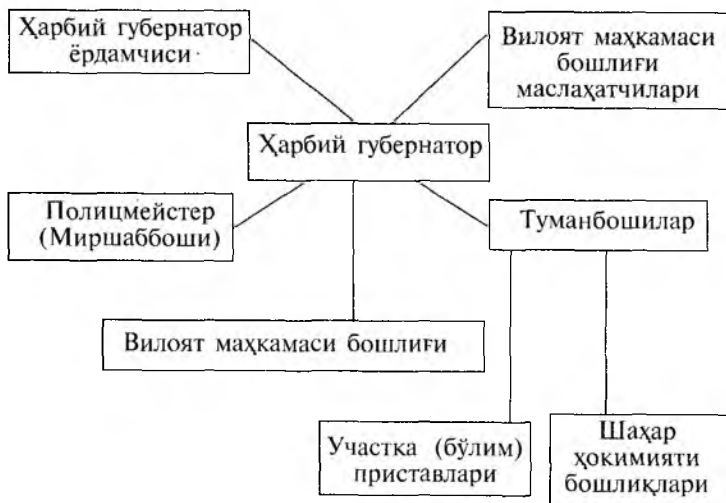 Ҳарбий губернатор
ёрдамчиси
Вилоят маҳкамаси
бошлиғи
маслаҳатчилари
Ҳарбий губернатор
Полицмейстер
(Миршаббоши)
Туманбошилар
Вилоят маҳкамаси бошлиғи
Участка (бўлим)
приставлари
Шаҳар
ҳокимияти
бошлиқлари